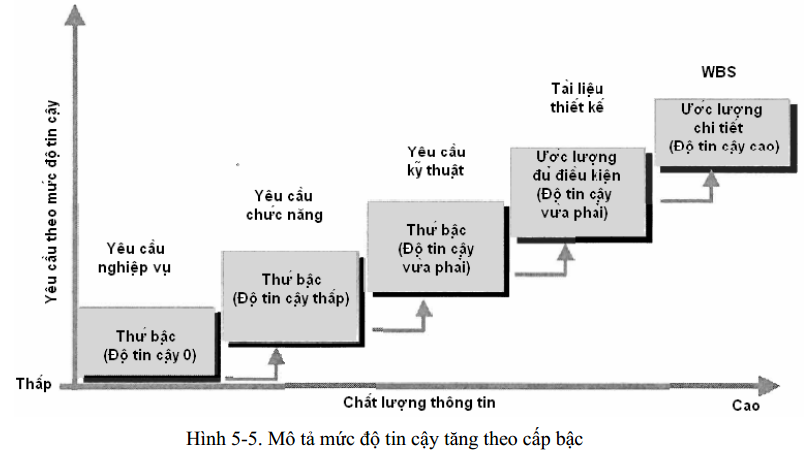 WBS
Tài liệu
thiết kế
Ước lượng
chi tiết
(Độ tin cậy cao)
Yêu cầu
kỹ thuật
Ước lượng
đủ điều kiện
(Độ tin cậy
vừa phải)
Yêu cầu
chức năng
Thứ bậc
(Độ tin cậy
vừa phải)
Yêu cầu
nghiệp vụ
Thứ bậc
(Độ tin cậy thấp)
Thứ bậc
(Độ tin cậy 0)
Yêu cầu theo mức độ tin cậy
Thấp
Chất lượng thông tin
Cao
Hình 5-5. Mô tả mức độ tin cậy tăng theo cấp bậc